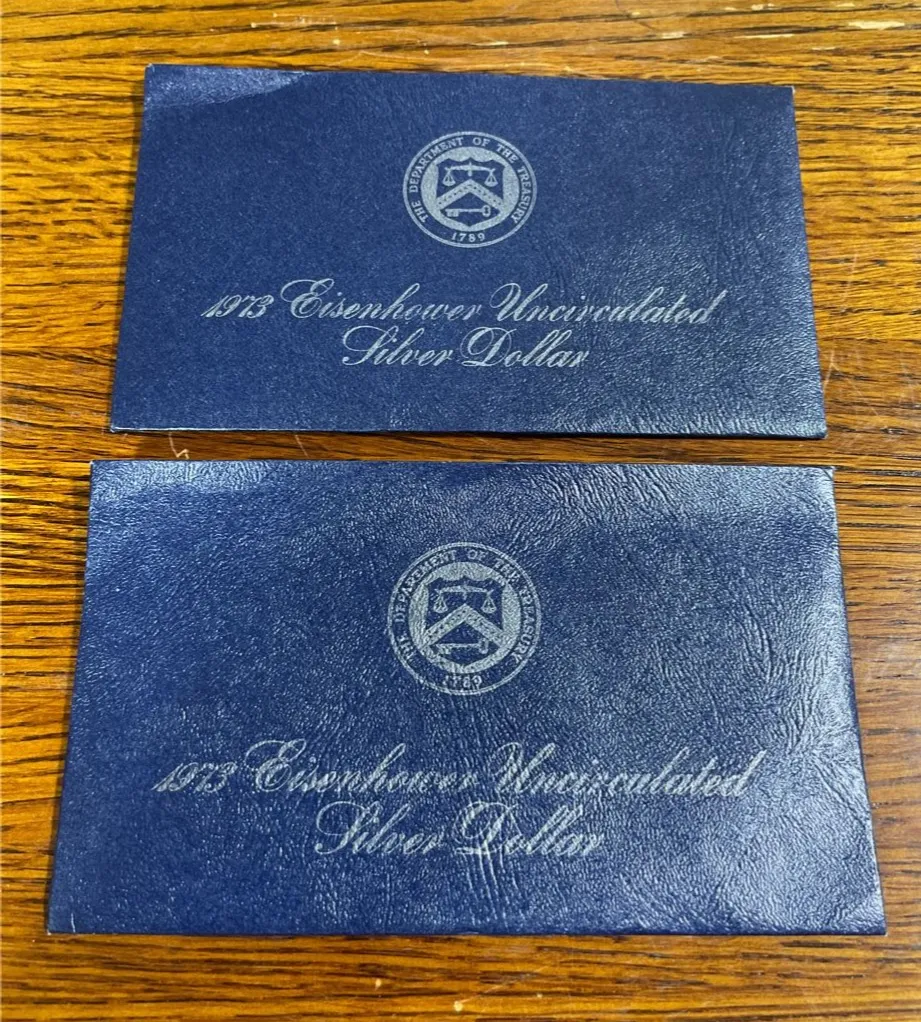 THE DEPARTMENT OF THE TREASURY
1789
1973 Eisenhower Uncirculated
Silver Dollar
THE DEPARTMENT OF THE TREASURY
1789
1973 Eisenhower Uncirculated
Silver Dollar